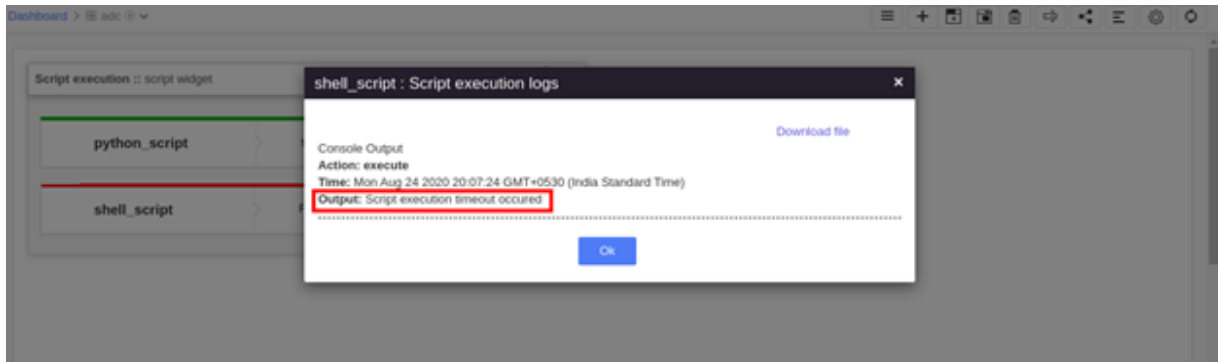 Dashboard > adc
Script execution :: script widget
shell_script : Script execution logs
×
python_script
Download file
Console Output
Action: execute
Time: Mon Aug 24 2020 20:07:24 GMT+0530 (India Standard Time)
Output: Script execution timeout occured
shell_script
Ok